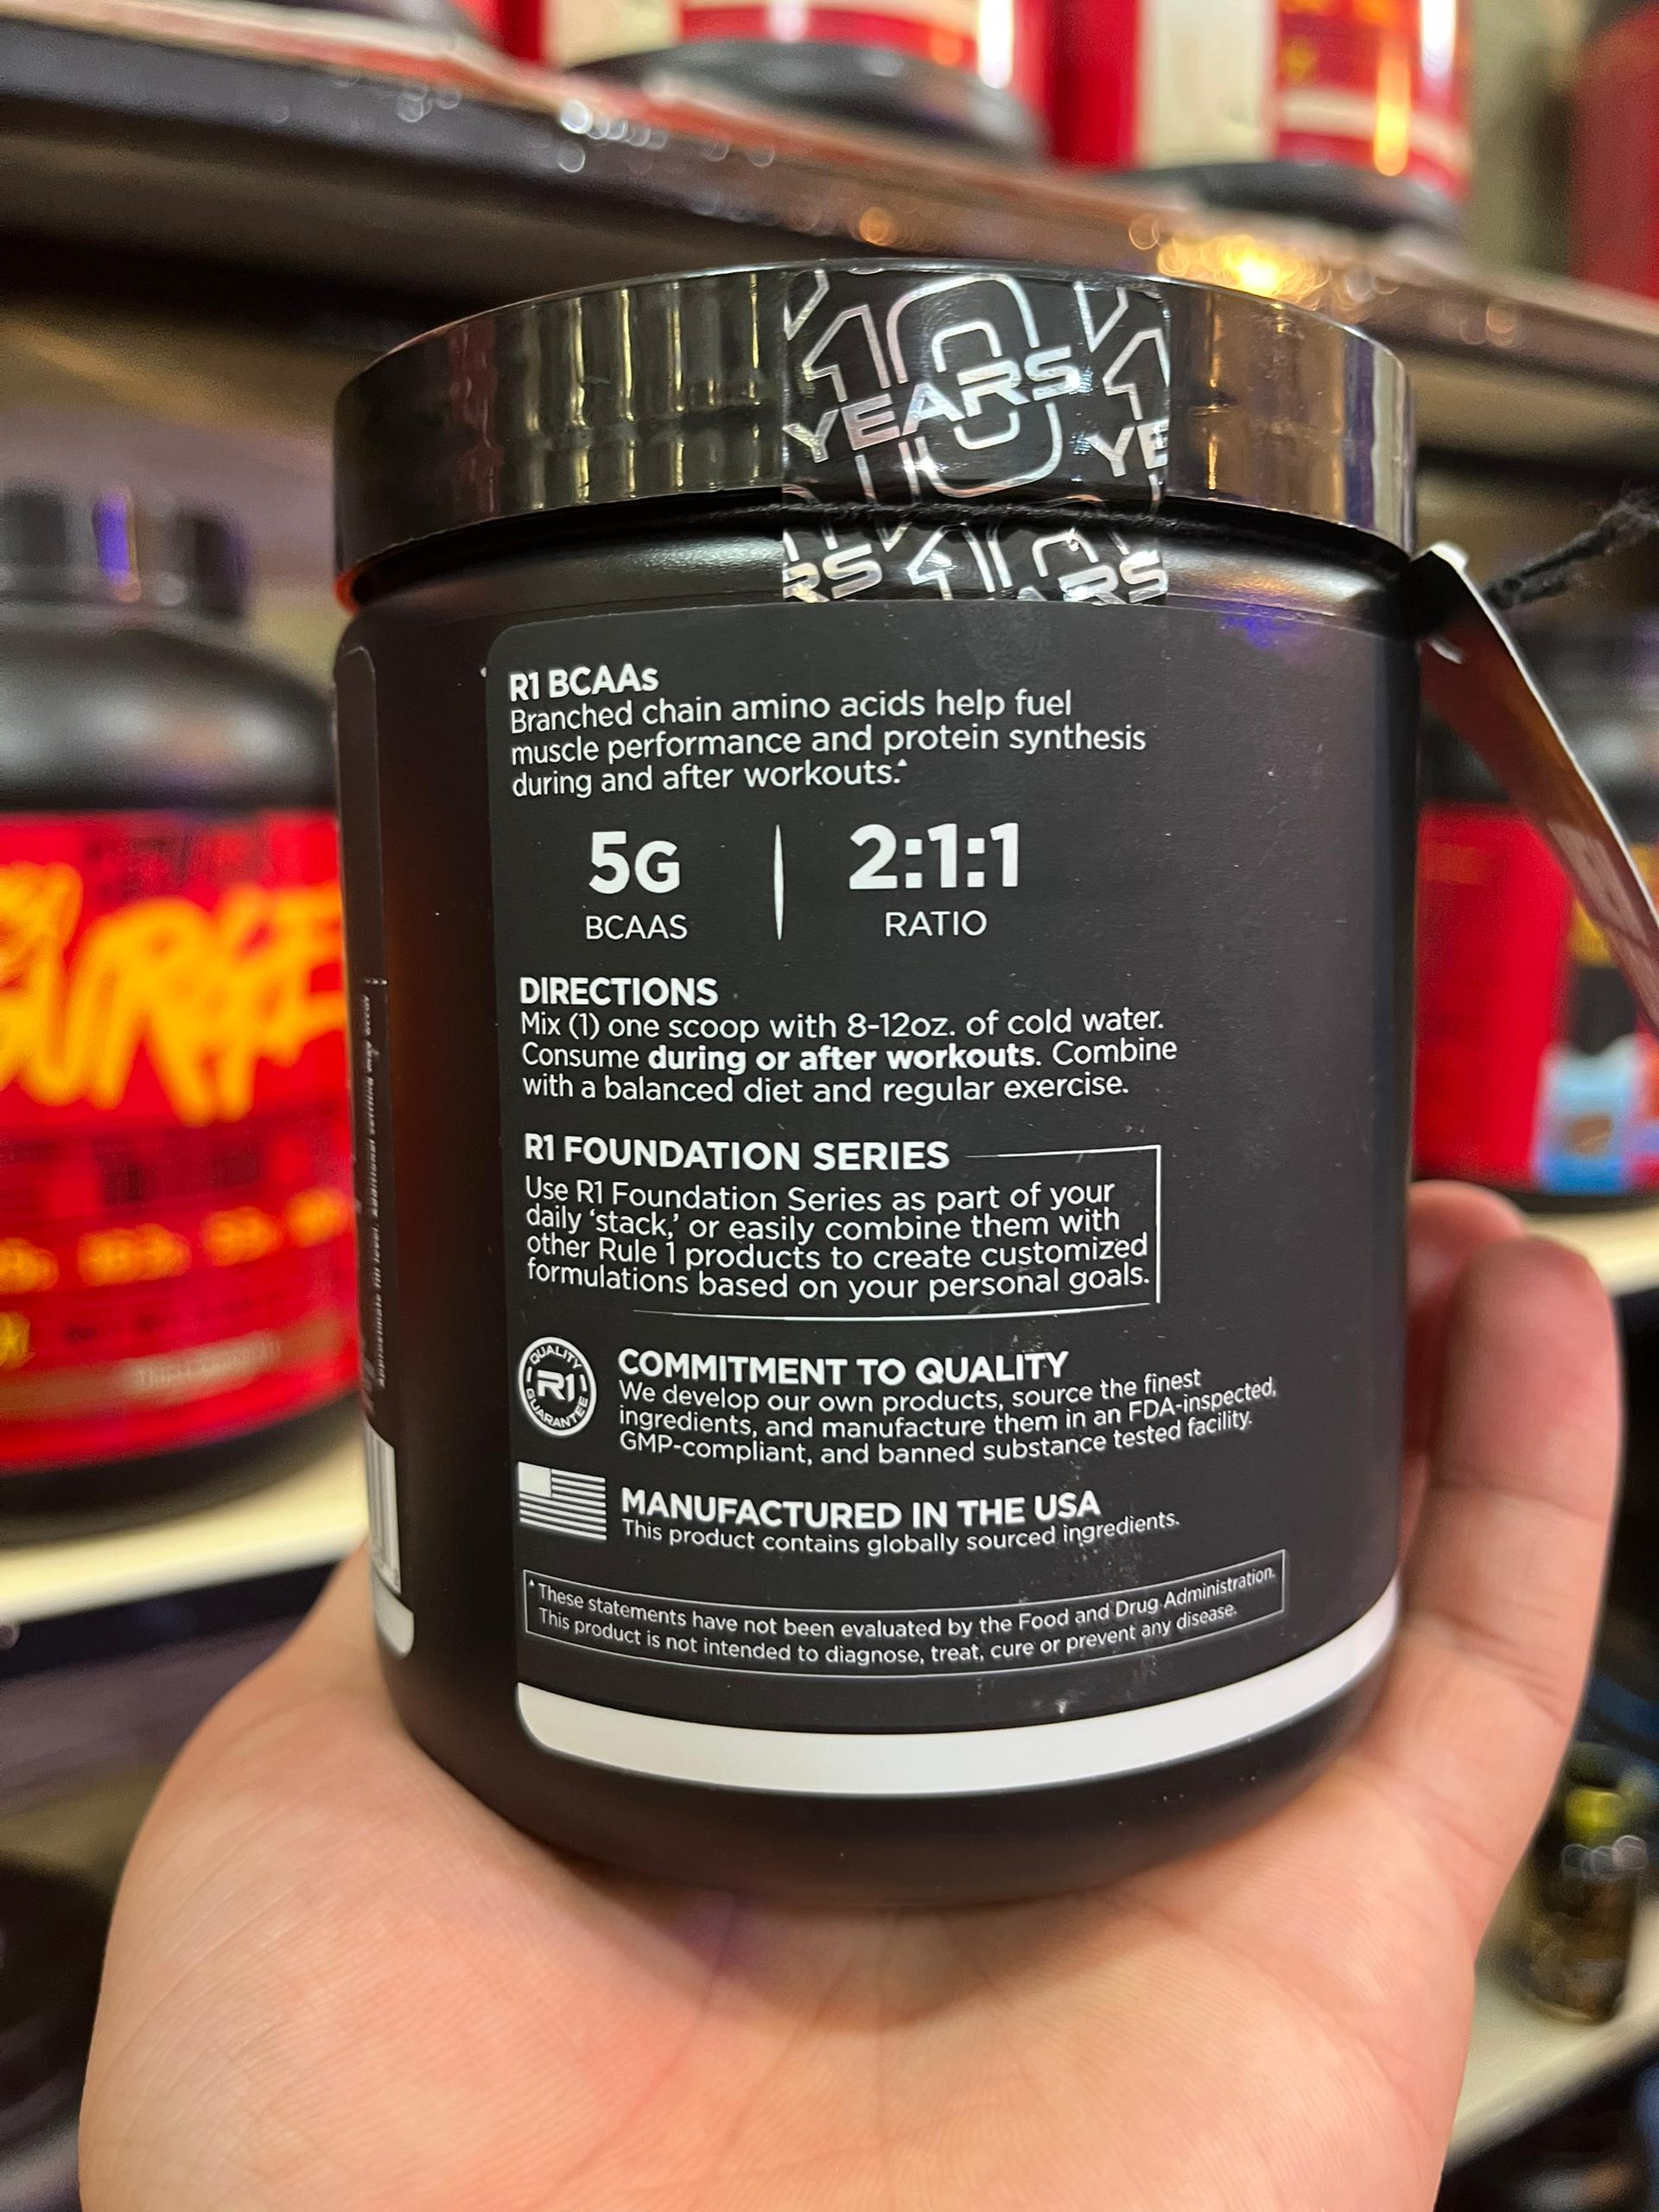 10
YEARS
YE
RS
10
ARS
R1 BCAAs
Branched chain amino acids help fuel
muscle performance and protein synthesis
during and after workouts.▲
5G
BCAAS
2:1:1
RATIO
DIRECTIONS
Mix (1) one scoop with 8-12oz. of cold water.
Consume during or after workouts. Combine
with a balanced diet and regular exercise.
R1 FOUNDATION SERIES
Use R1 Foundation Series as part of your
daily ‘stack,’ or easily combine them with
other Rule 1 products to create customized
formulations based on your personal goals.
QUALITY
R1
GUARANTEE
COMMITMENT TO QUALITY
We develop our own products, source the finest
ingredients, and manufacture them in an FDA-inspected,
GMP-compliant, and banned substance tested facility.
MANUFACTURED IN THE USA
This product contains globally sourced ingredients.
▲These statements have not been evaluated by the Food and Drug Administration.
This product is not intended to diagnose, treat, cure or prevent any disease.